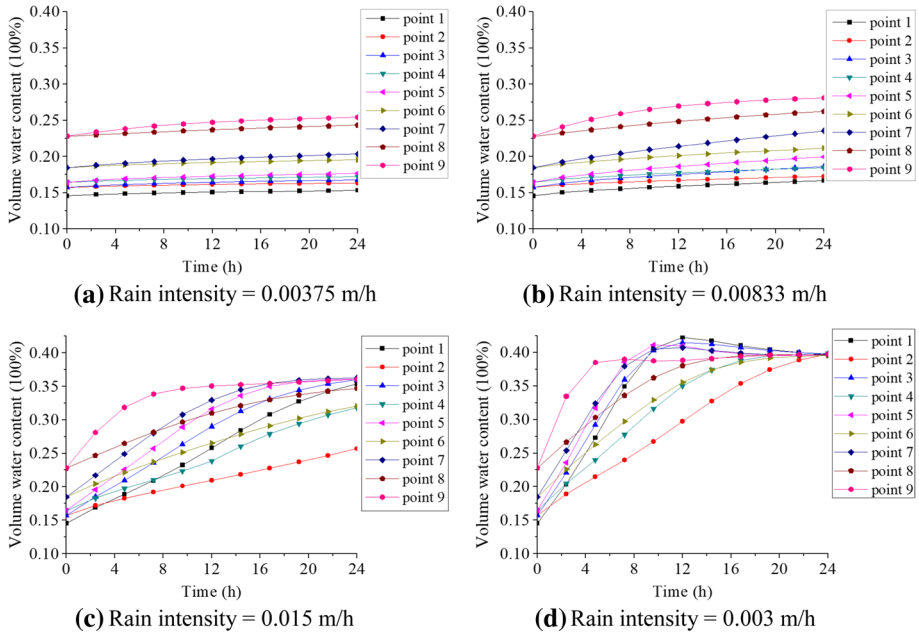 Volume water content (100%)
0.40
0.35
0.30
0.25
0.20
0.15
0.10
0
4
8
12
16
20
24
Time (h)
point 1
point 2
point 3
point 4
point 5
point 6
point 7
point 8
point 9
(a) Rain intensity = 0.00375 m/h
Volume water content (100%)
0.40
0.35
0.30
0.25
0.20
0.15
0.10
0
4
8
12
16
20
24
Time (h)
point 1
point 2
point 3
point 4
point 5
point 6
point 7
point 8
point 9
(b) Rain intensity = 0.00833 m/h
Volume water content (100%)
0.40
0.35
0.30
0.25
0.20
0.15
0.10
0
4
8
12
16
20
24
Time (h)
point 1
point 2
point 3
point 4
point 5
point 6
point 7
point 8
point 9
(c) Rain intensity = 0.015 m/h
Volume water content (100%)
0.40
0.35
0.30
0.25
0.20
0.15
0.10
0
4
8
12
16
20
24
Time (h)
point 1
point 2
point 3
point 4
point 5
point 6
point 7
point 8
point 9
(d) Rain intensity = 0.003 m/h